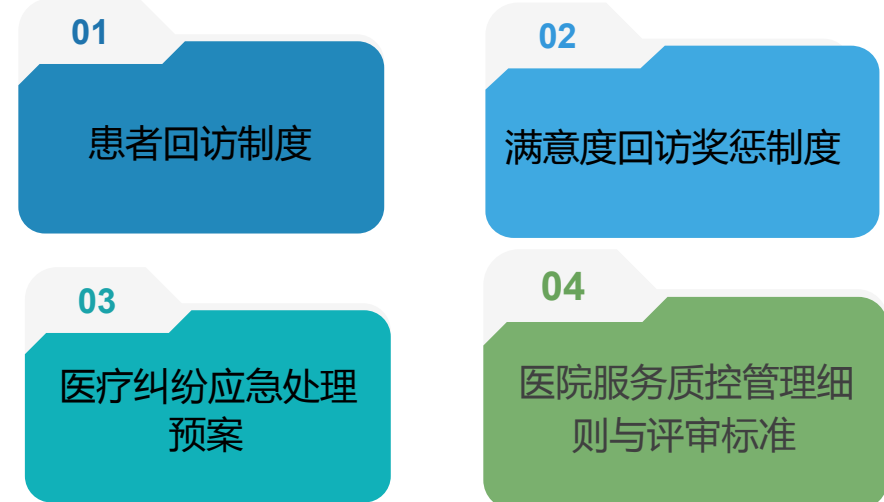 01
患者回访制度
02
满意度回访奖惩制度
03
医疗纠纷应急处理
预案
04
医院服务质控管理细
则与评审标准